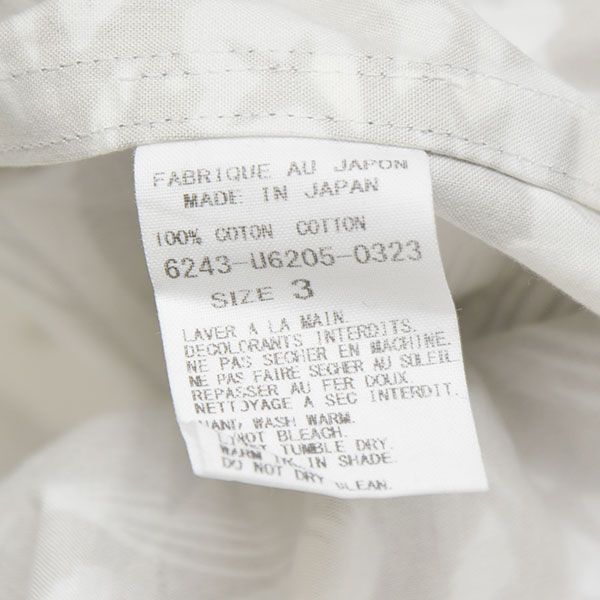 FABRIQUE AU JAPON
MADE IN JAPAN
100% COTON COTTON
6243-U6205-0323
SIZE 3
LAVER A LA MAIN.
DECOLORANTS INTERDITS.
NE PAS SECHER EN MACHINE.
NE PAS FAIRE SECHER AU SOLEIL.
REPASSER AU FER DOUX
NETTOYAGE A SEC INTERDIT.
HAND WASH WARM.
NOT BLEACH.
TUMBLE DRY.
WARM IN SHADE.
DO NOT DRY CLEAN.